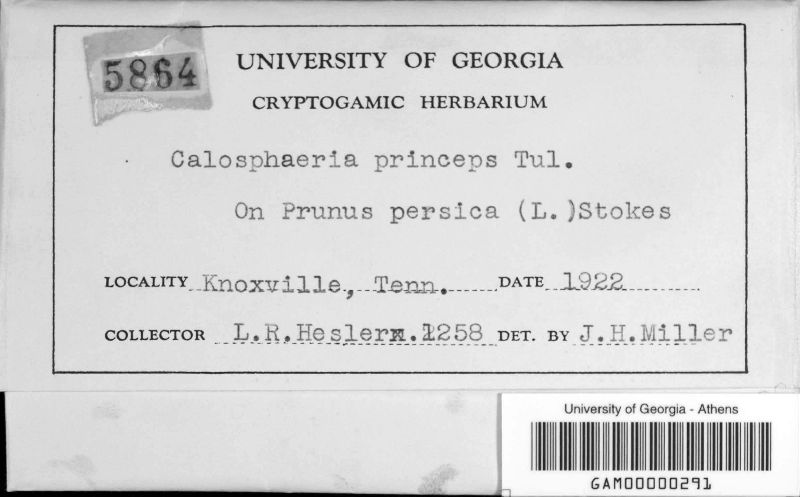 5864
UNIVERSITY OF GEORGIA
CRYPTOGAMIC HERBARIUM
Calosphaeria princeps Tul.
On Prunus persica (L.)Stokes
LOCALITY Knoxville, Tenn. DATE 1922
COLLECTOR L.R.Hesler 1258 DET. BY J.H.Miller
University of Georgia - Athens
GAM00000291